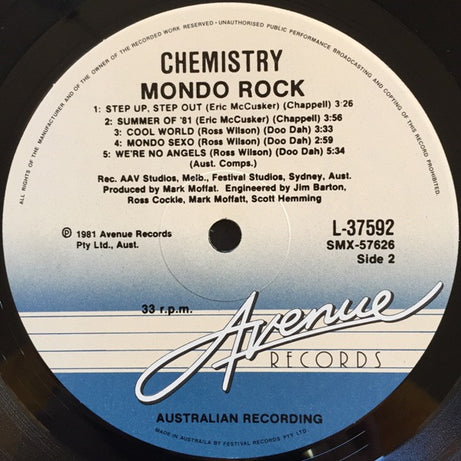 ALL RIGHTS OF THE MANUFACTURER AND OF THE OWNER OF THE RECORDED WORK RESERVED - UNAUTHORISED PUBLIC PERFORMANCE BROADCASTING AND COPYING OF THIS RECORD PROHIBITED.
CHEMISTRY
MONDO ROCK
1: STEP UP, STEP OUT (Eric McCusker) (Chappell) 3:26
2: SUMMER OF '81 (Eric McCusker) (Chappell) 3:56
3: COOL WORLD (Ross Wilson) (Doo Dah) 3:33
4: MONDO SEXO (Ross Wilson) (Doo Dah) 2:59
5: WE'RE NO ANGELS (Ross Wilson) (Doo Dah) 5:34
(Aust. Comps.)
Rec. AAV Studios, Melb., Festival Studios, Sydney, Aust.
Produced by Mark Moffat. Engineered by Jim Barton,
Ross Cockle, Mark Moffatt, Scott Hemming
℗ 1981 Avenue Records
Pty Ltd., Aust.
L-37592
SMX-57626
Side 2
33 r.p.m.
Avenue
RECORDS
AUSTRALIAN RECORDING
MADE IN AUSTRAILA BY FESTIVAL RECORDS PTY. LTD.